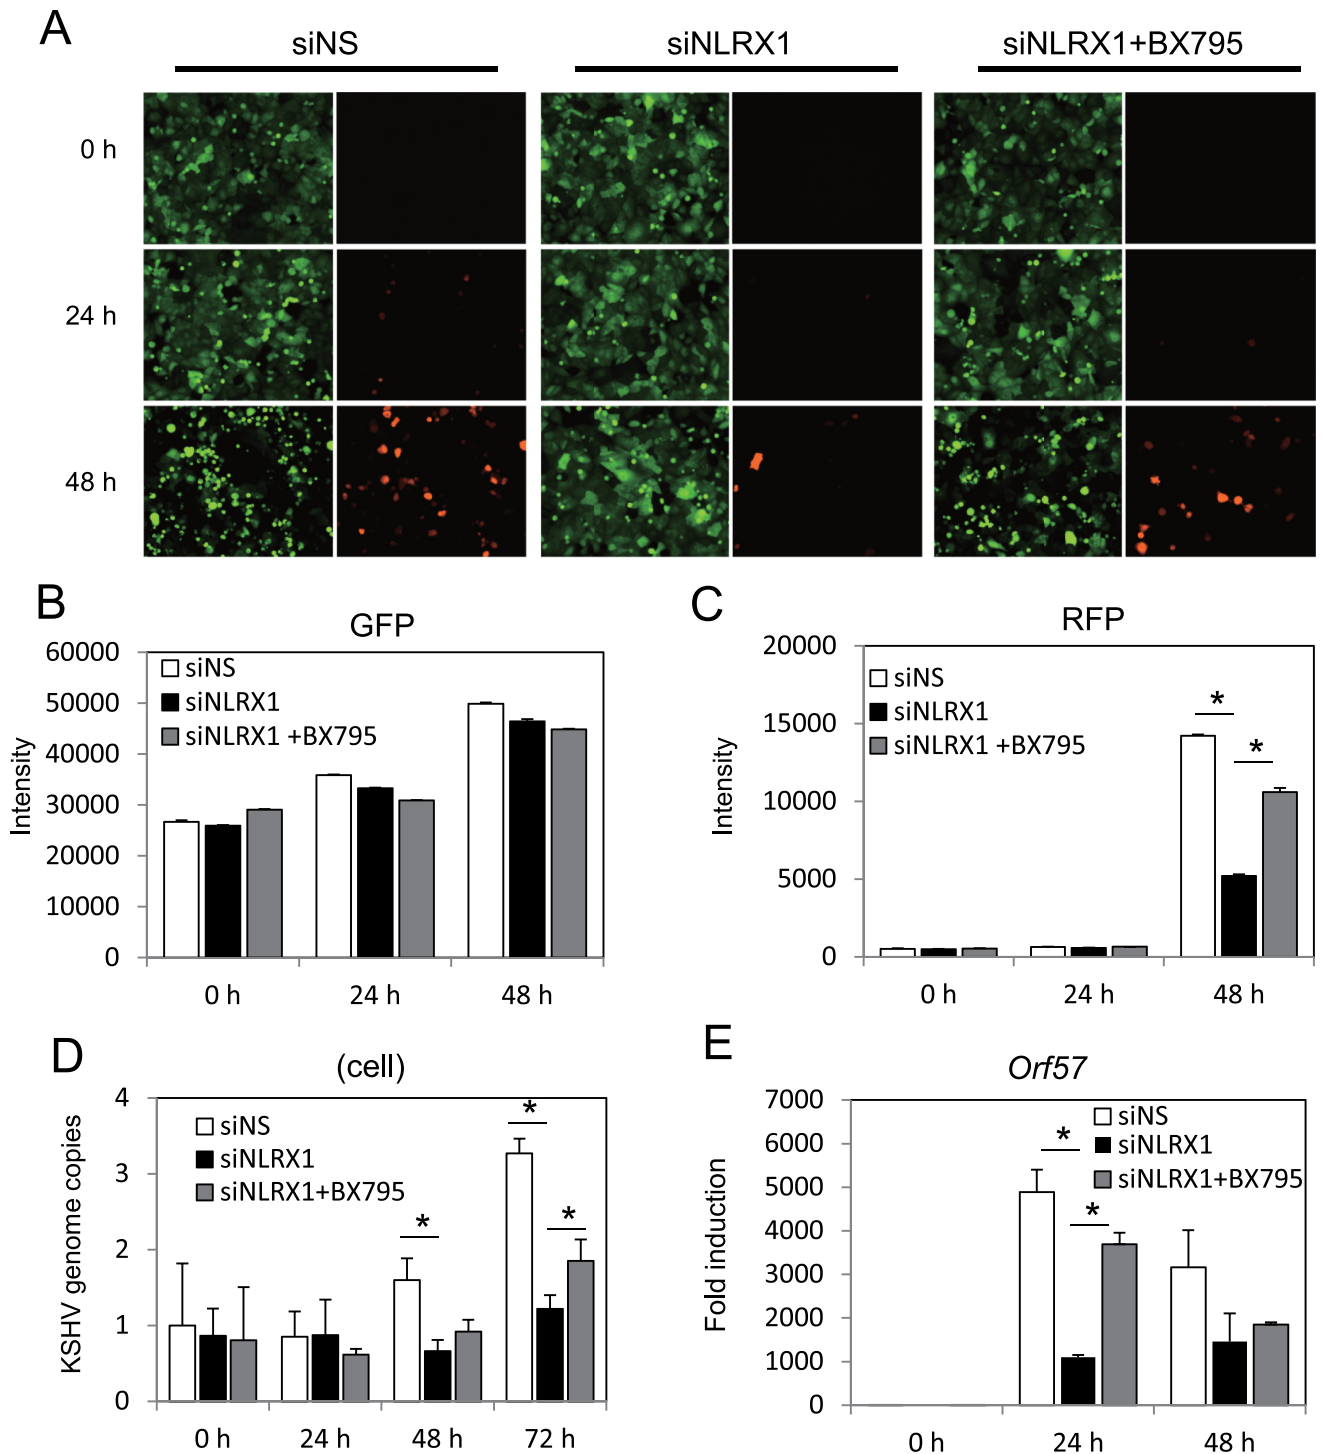 A
siNS siNLRX1 siNLRX1+BX795
0 h
24 h
48 h
B
GFP
Intensity
60000
50000
40000
30000
20000
10000
0
siNS
siNLRX1
siNLRX1 +BX795
0 h 24 h 48 h
C
RFP
Intensity
20000
15000
10000
5000
0
siNS
siNLRX1
siNLRX1 +BX795
*
*
0 h 24 h 48 h
D
(cell)
KSHV genome copies
4
3
2
1
0
siNS
siNLRX1
siNLRX1+BX795
*
*
*
0 h 24 h 48 h 72 h
E
Orf57
Fold induction
7000
6000
5000
4000
3000
2000
1000
0
siNS
siNLRX1
siNLRX1+BX795
*
*
0 h 24 h 48 h